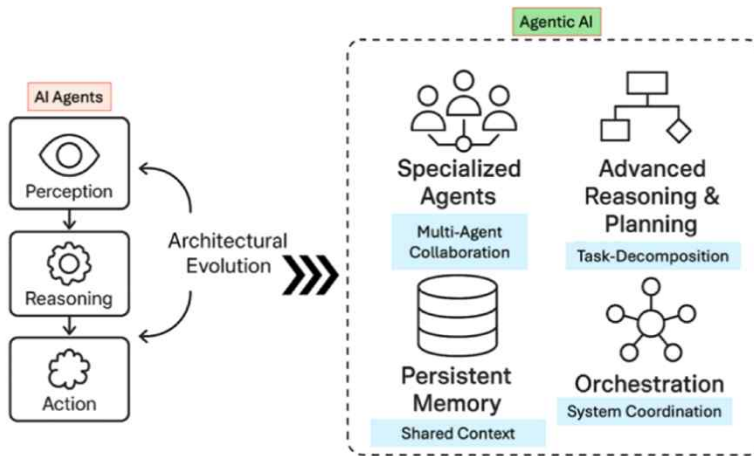 Agentic AI
AI Agents
Perception
Reasoning
Action
Architectural
Evolution
Specialized
Agents
Multi-Agent
Collaboration
Advanced
Reasoning &
Planning
Task-Decomposition
Persistent
Memory
Shared Context
Orchestration
System Coordination